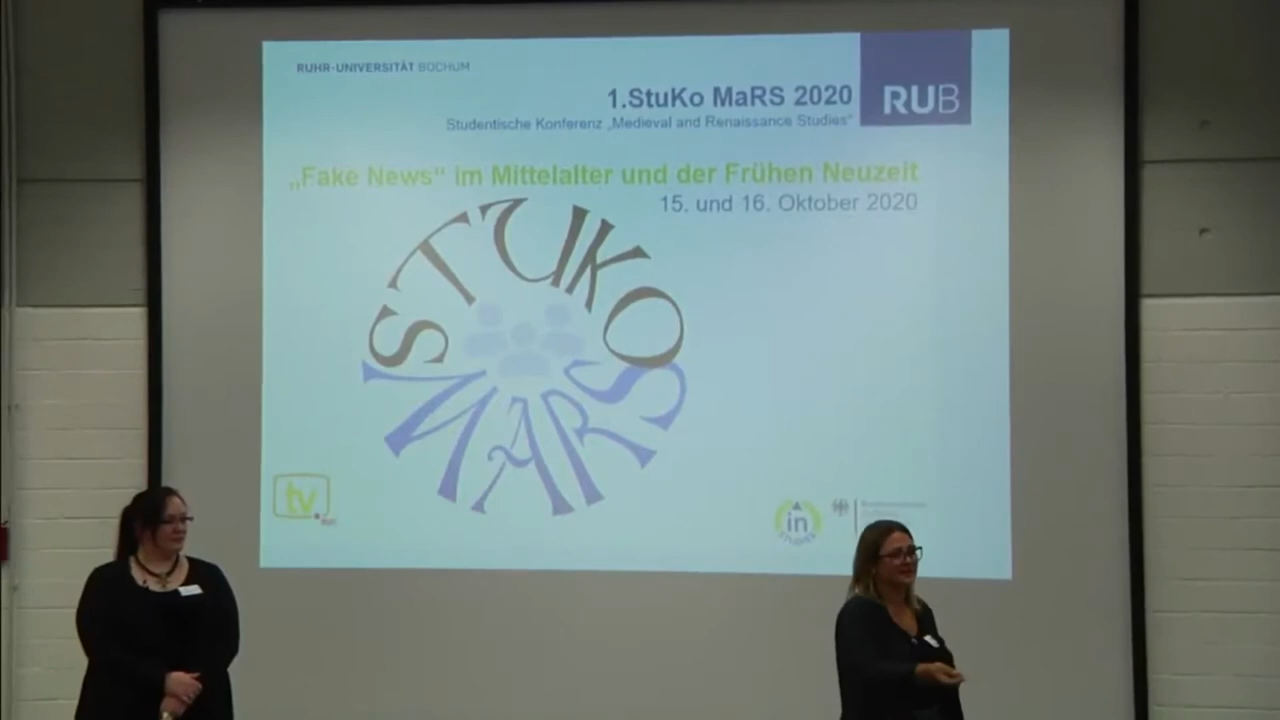 RUHR-UNIVERSITÄT BOCHUM
RUB
1.StuKo MaRS 2020
Studentische Konferenz „Medieval and Renaissance Studies“
„Fake News“ im Mittelalter und der Frühen Neuzeit
15. und 16. Oktober 2020
STUKO
MARS
tv.
in
STUDIES